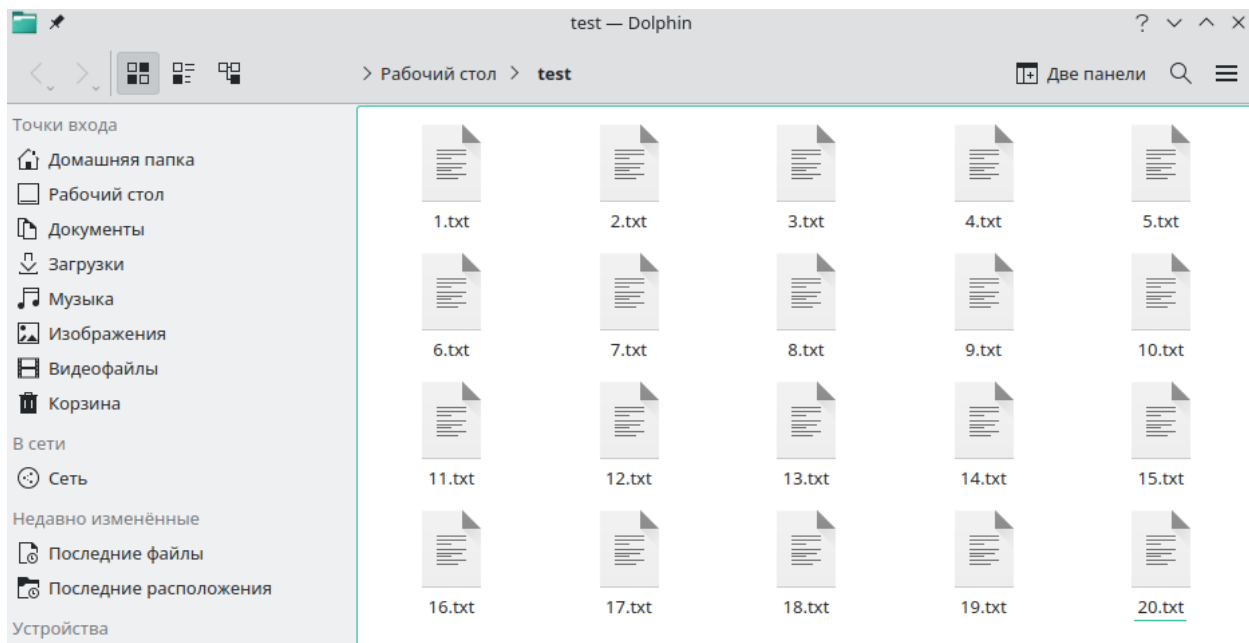 test — Dolphin
Рабочий стол > test
Две панели
Точки входа
Домашняя папка
Рабочий стол
Документы
Загрузки
Музыка
Изображения
Видеофайлы
Корзина
В сети
Сеть
Недавно изменённые
Последние файлы
Последние расположения
Устройства
1.txt 2.txt 3.txt 4.txt 5.txt
6.txt 7.txt 8.txt 9.txt 10.txt
11.txt 12.txt 13.txt 14.txt 15.txt
16.txt 17.txt 18.txt 19.txt 20.txt